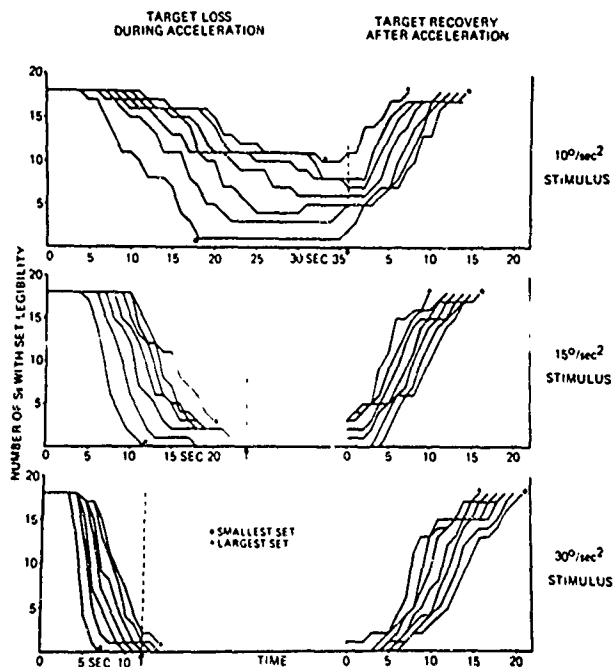 TARGET LOSS
DURING ACCELERATION
TARGET RECOVERY
AFTER ACCELERATION
NUMBER OF Ss WITH SET LEGIBILITY
20
15
10
5
0 5 10 15 20 25 30 SEC 35 0 5 10 15 20
10°/sec²
STIMULUS
20
15
10
5
0 5 10 15 SEC 20 0 5 10 15 20
15°/sec²
STIMULUS
20
15
10
5
SMALLEST SET
LARGEST SET
5 SEC 10 TIME 0 5 10 15 20
30°/sec²
STIMULUS